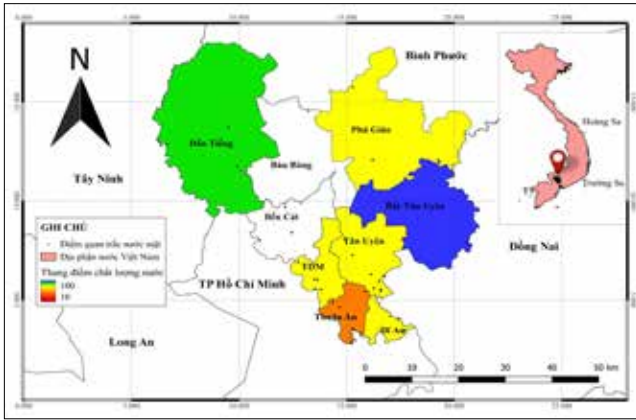 N
Bình Phước
Hoàng Sa
Phú Giáo
Dầu Tiếng
Bàu Bàng
Tây Ninh
Trường Sa
Bắc Tân Uyên
Bến Cát
GHI CHÚ
Điểm quan trắc nước mặt
Địa phận nước Việt Nam
Thang điểm chất lượng nước
100
10
Tân Uyên
Đồng Nai
TDM
TP Hồ Chí Minh
Thuận An
Dĩ An
Long An
0 10 20 30 40 50 km